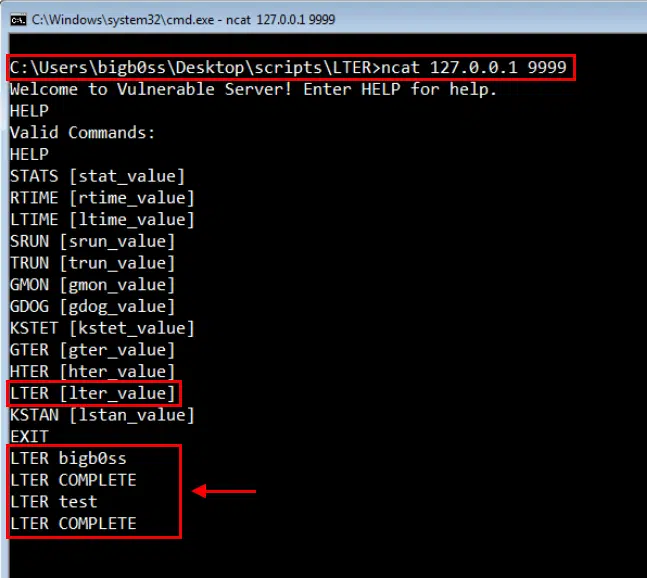 C:\Windows\system32\cmd.exe - ncat 127.0.0.1 9999
C:\Users\bigb0ss\Desktop\scripts\LTER>ncat 127.0.0.1 9999
Welcome to Vulnerable Server! Enter HELP for help.
HELP
Valid Commands:
HELP
STATS [stat_value]
RTIME [rtime_value]
LTIME [ltime_value]
SRUN [srun_value]
TRUN [trun_value]
GMON [gmon_value]
GDOG [gdog_value]
KSTET [kstet_value]
GTER [gter_value]
HTER [hter_value]
LTER [lter_value]
KSTAN [lstan_value]
EXIT
LTER bigb0ss
LTER COMPLETE
LTER test
LTER COMPLETE